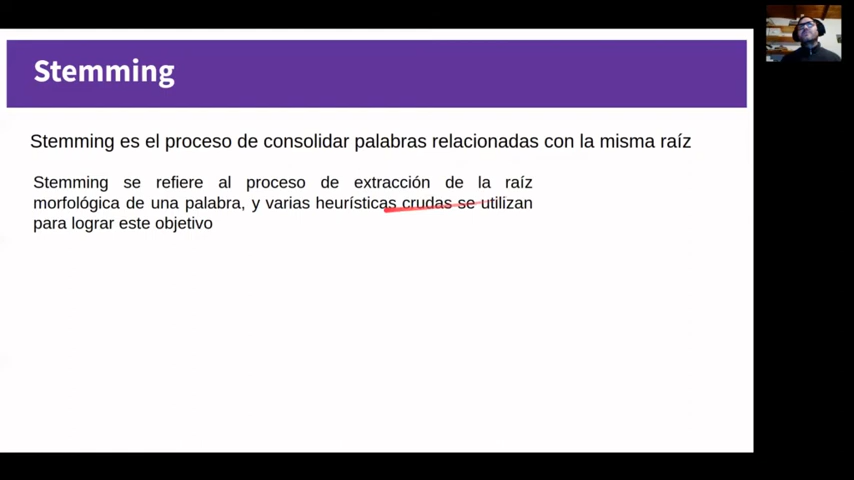 Stemming
Stemming es el proceso de consolidar palabras relacionadas con la misma raíz
Stemming se refiere al proceso de extracción de la raíz
morfológica de una palabra, y varias heurísticas crudas se utilizan
para lograr este objetivo